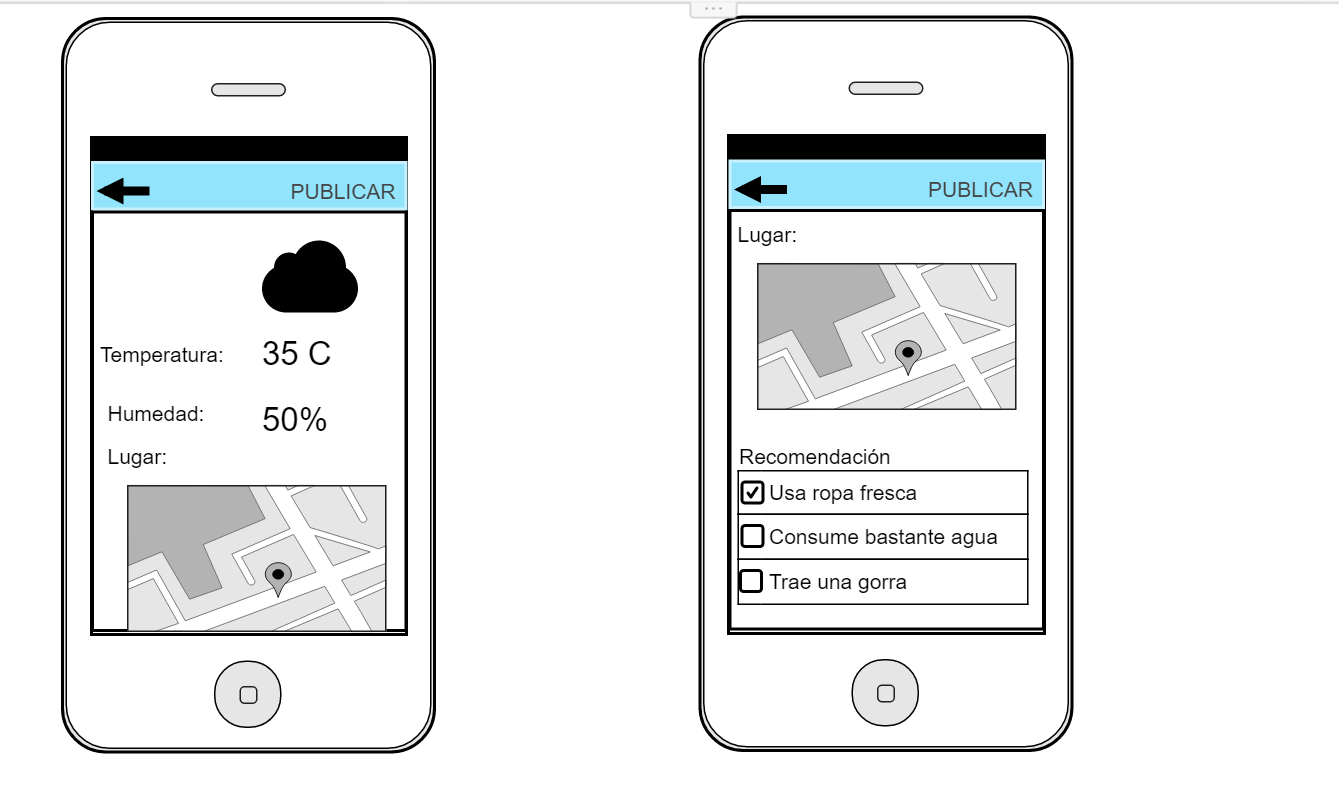 PUBLICAR
Temperatura: 35 C
Humedad: 50%
Lugar:
PUBLICAR
Lugar:
Recomendación
Usa ropa fresca
Consume bastante agua
Trae una gorra